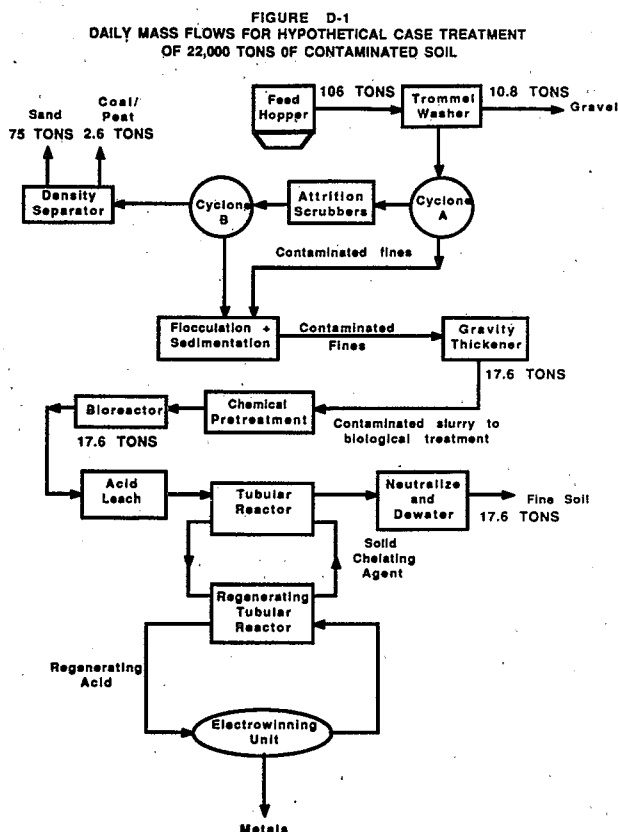 FIGURE D-1
DAILY MASS FLOWS FOR HYPOTHETICAL CASE TREATMENT
OF 22,000 TONS OF CONTAMINATED SOIL
Feed
Hopper
106 TONS
Trommel
Washer
10.8 TONS
Gravel
Sand
75 TONS
Coal/
Peat
2.6 TONS
Density
Separator
Cyclone
B
Attrition
Scrubbers
Cyclone
A
Contaminated fines
Flocculation +
Sedimentation
Contaminated
Fines
Gravity
Thickener
17.6 TONS
Bioreactor
17.6 TONS
Chemical
Pretreatment
Contaminated slurry to
biological treatment
Acid
Leach
Tubular
Reactor
Neutralize
and
Dewater
Fine Soil
17.6 TONS
Solid
Chelating
Agent
Regenerating
Tubular
Reactor
Regenerating
Acid
Electrowinning
Unit
Metals